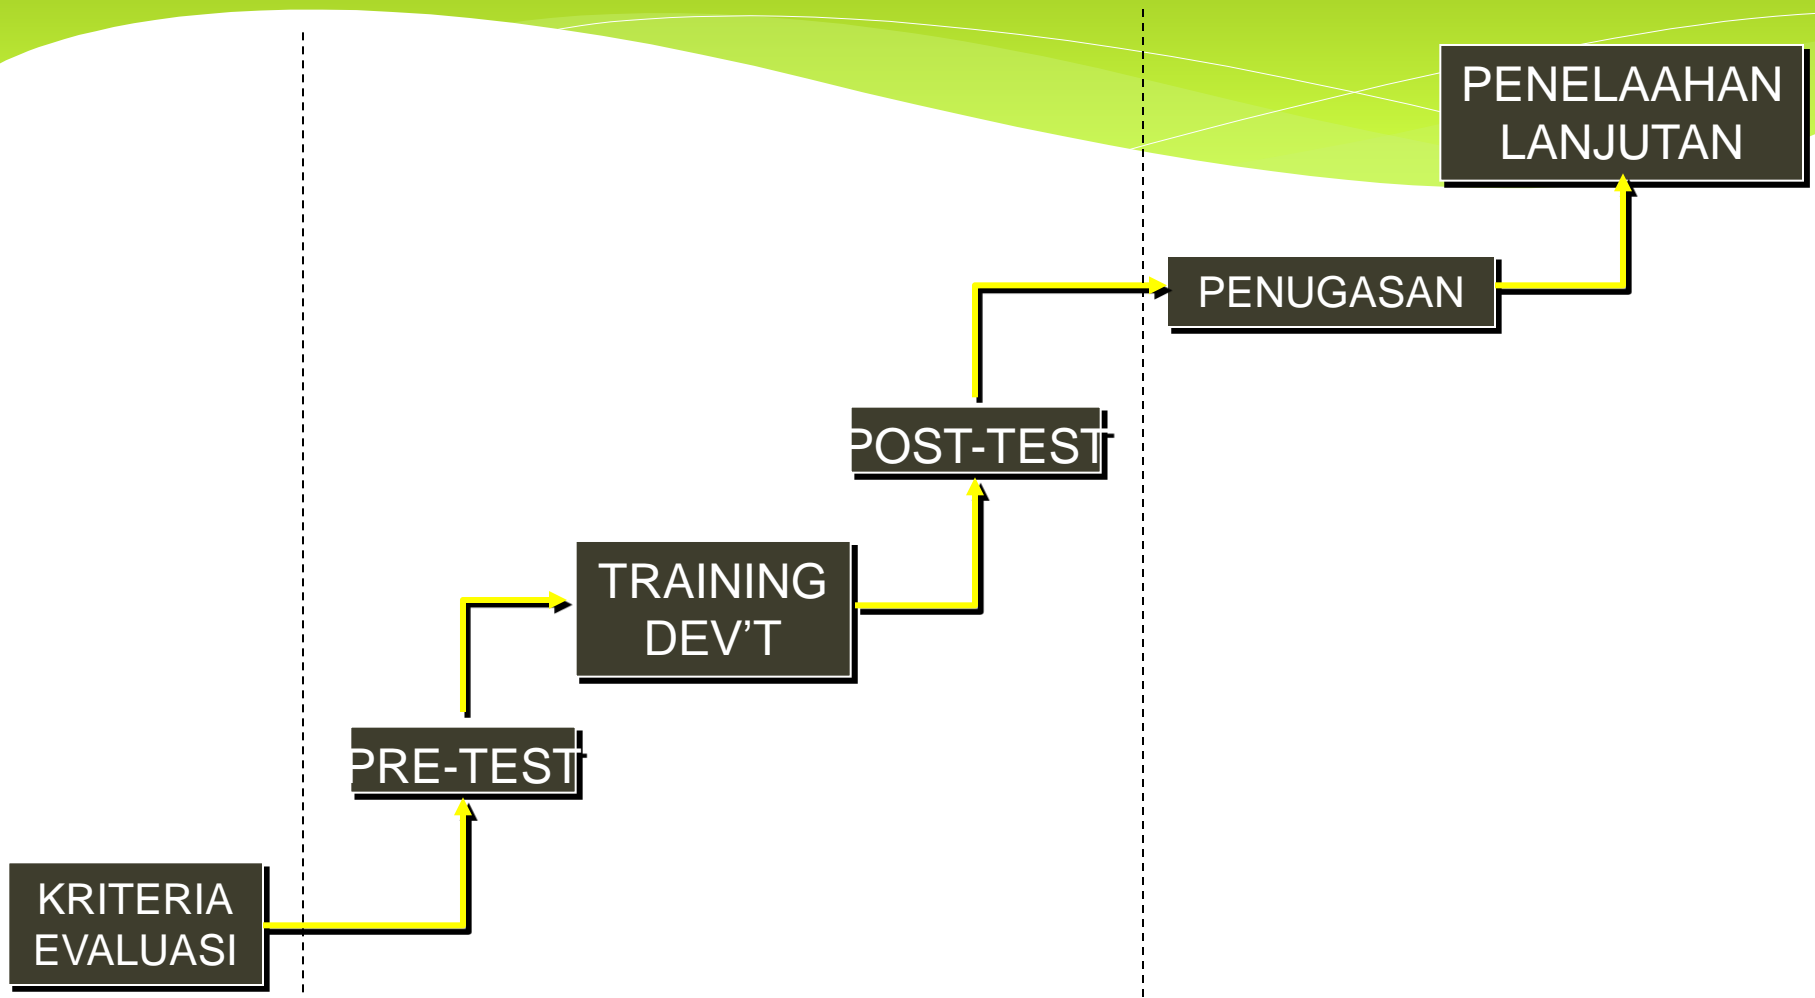 PENELAAHAN
LANJUTAN
PENUGASAN
POST-TEST
TRAINING
DEV’T
PRE-TEST
KRITERIA
EVALUASI